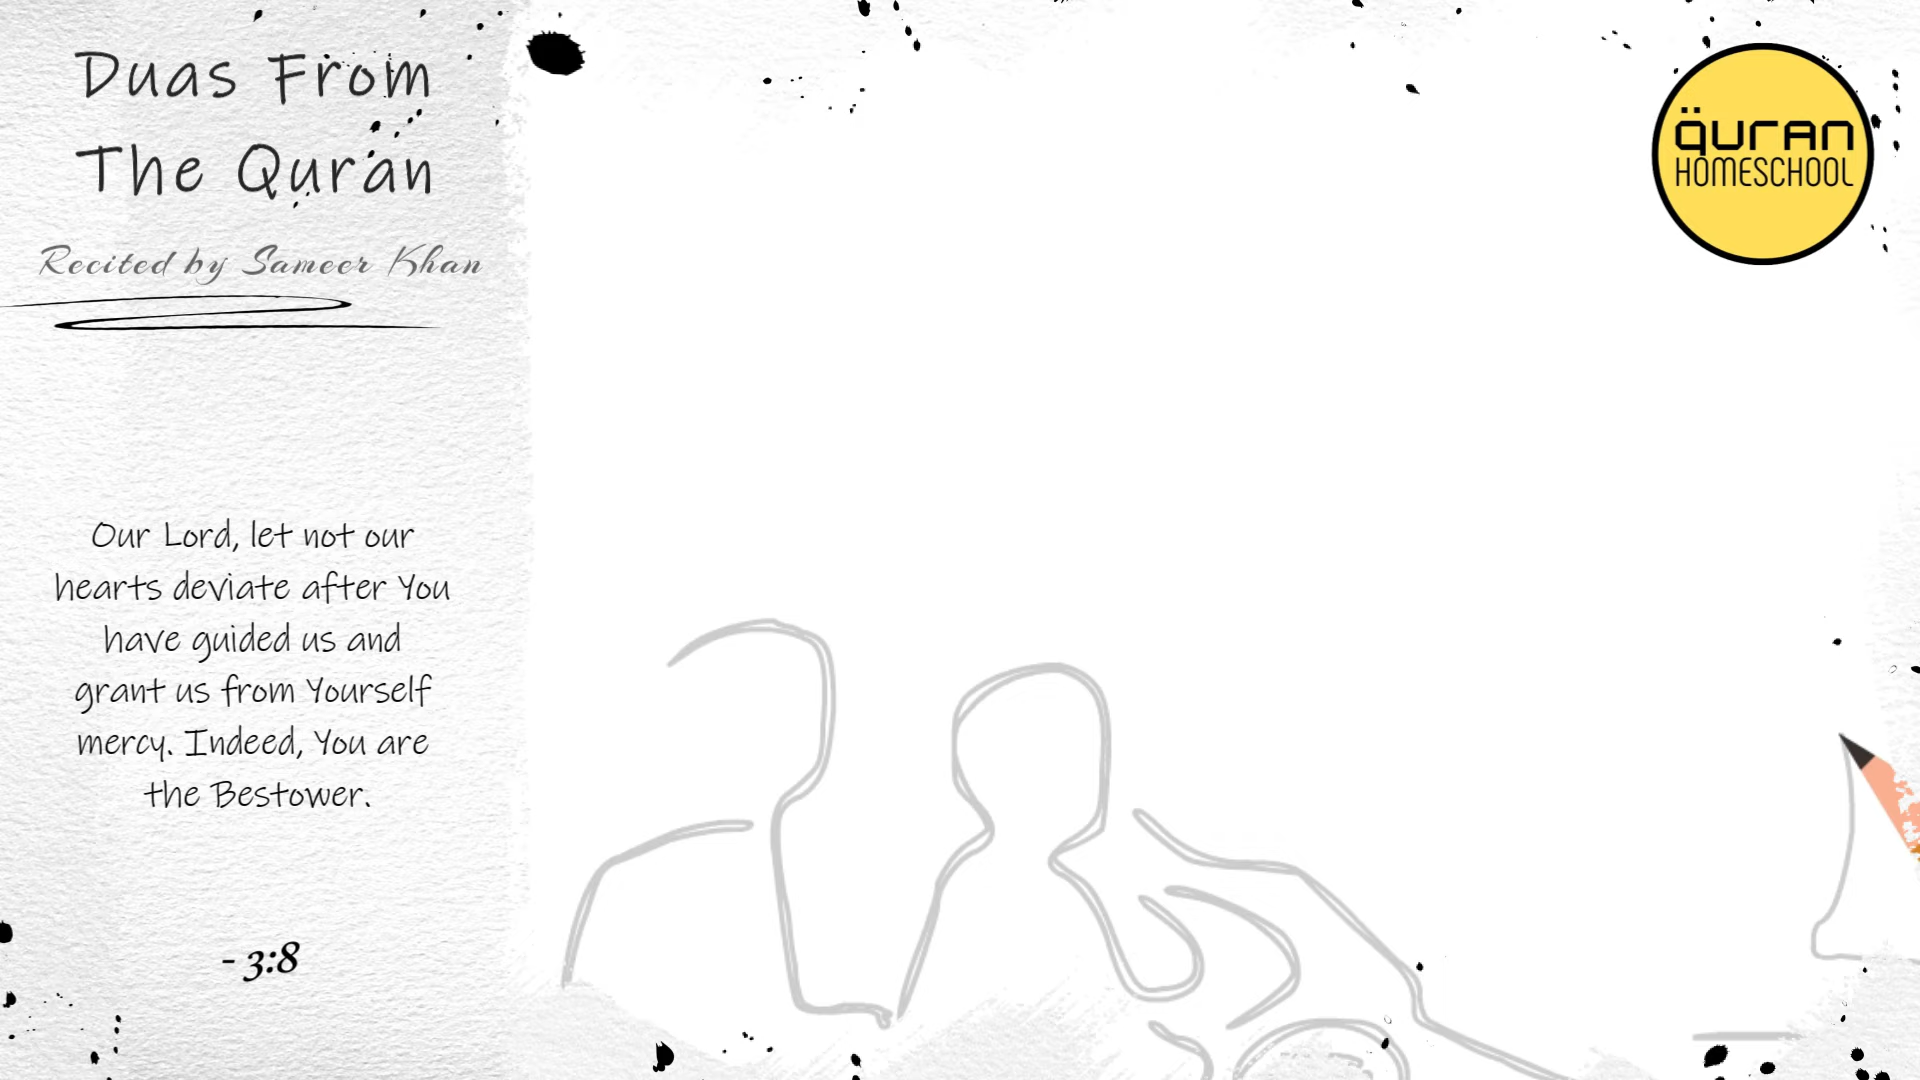 Duas From
The Quran
Recited by Sameer Khan
Our Lord, let not our
hearts deviate after You
have guided us and
grant us from Yourself
mercy. Indeed, You are
the Bestower.
- 3:8
QURAN
HOMESCHOOL